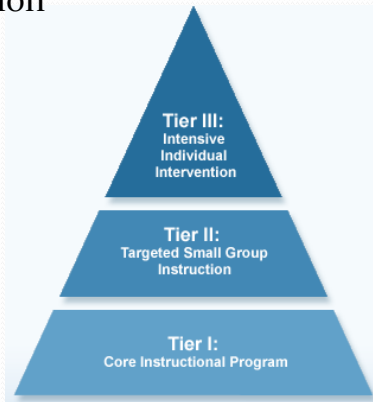 Tier III:
Intensive
Individual
Intervention
Tier II:
Targeted Small Group
Instruction
Tier I:
Core Instructional Program